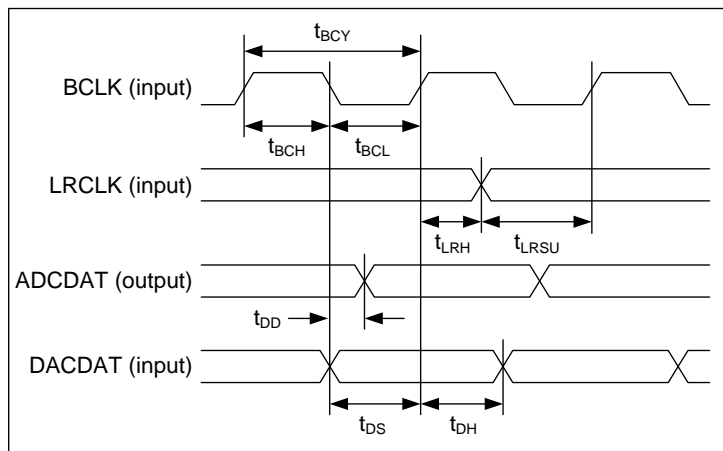 tBCY
BCLK (input)
tBCH tBCL
LRCLK (input)
tLRH tLRSU
ADCDAT (output)
tDD
DACDAT (input)
tDS tDH